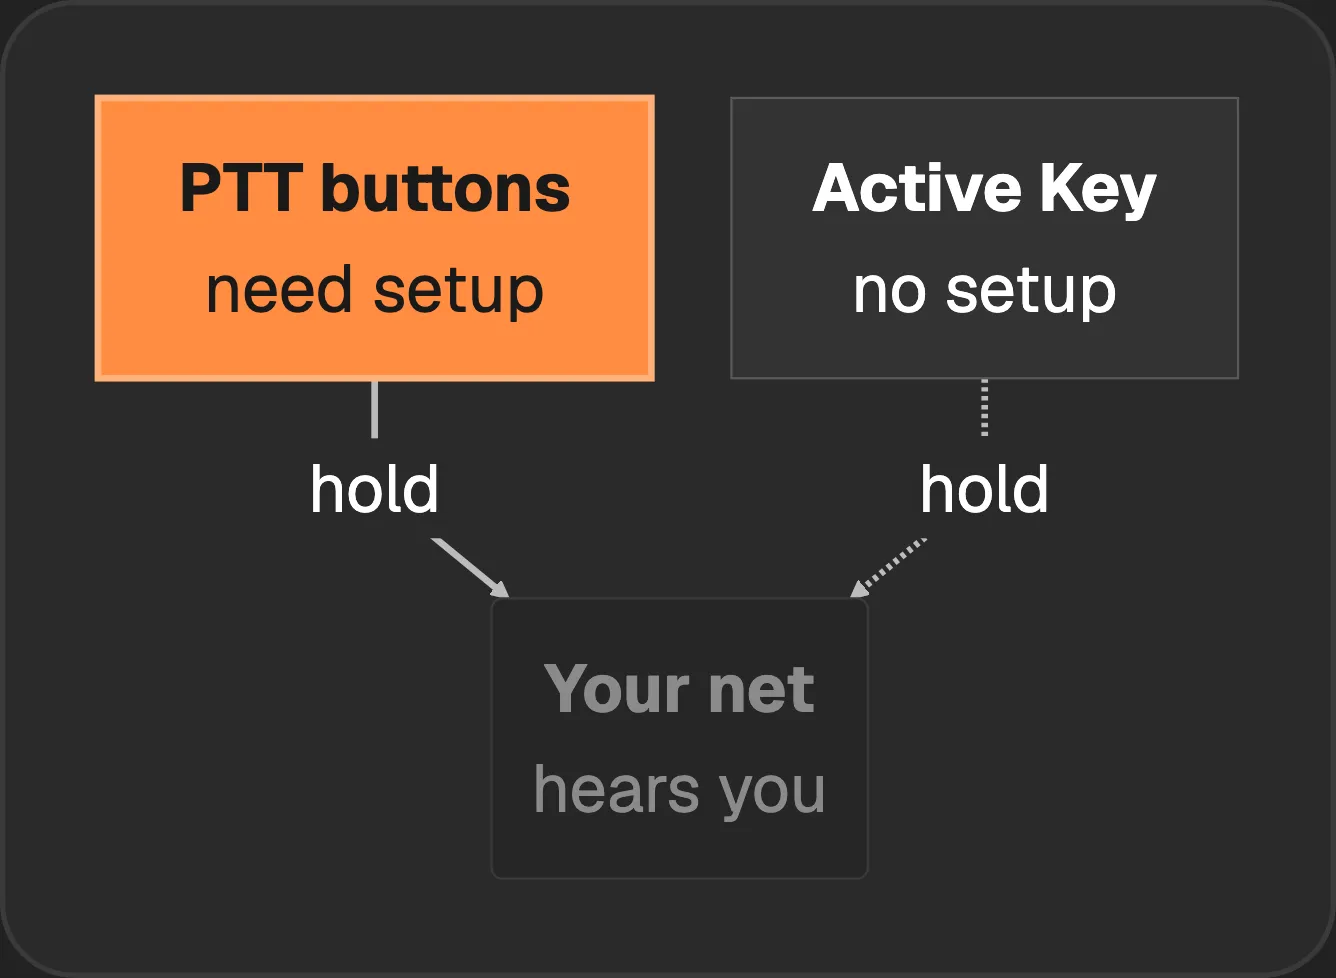 PTT buttons
need setup
Active Key
no setup
hold
hold
Your net
hears you